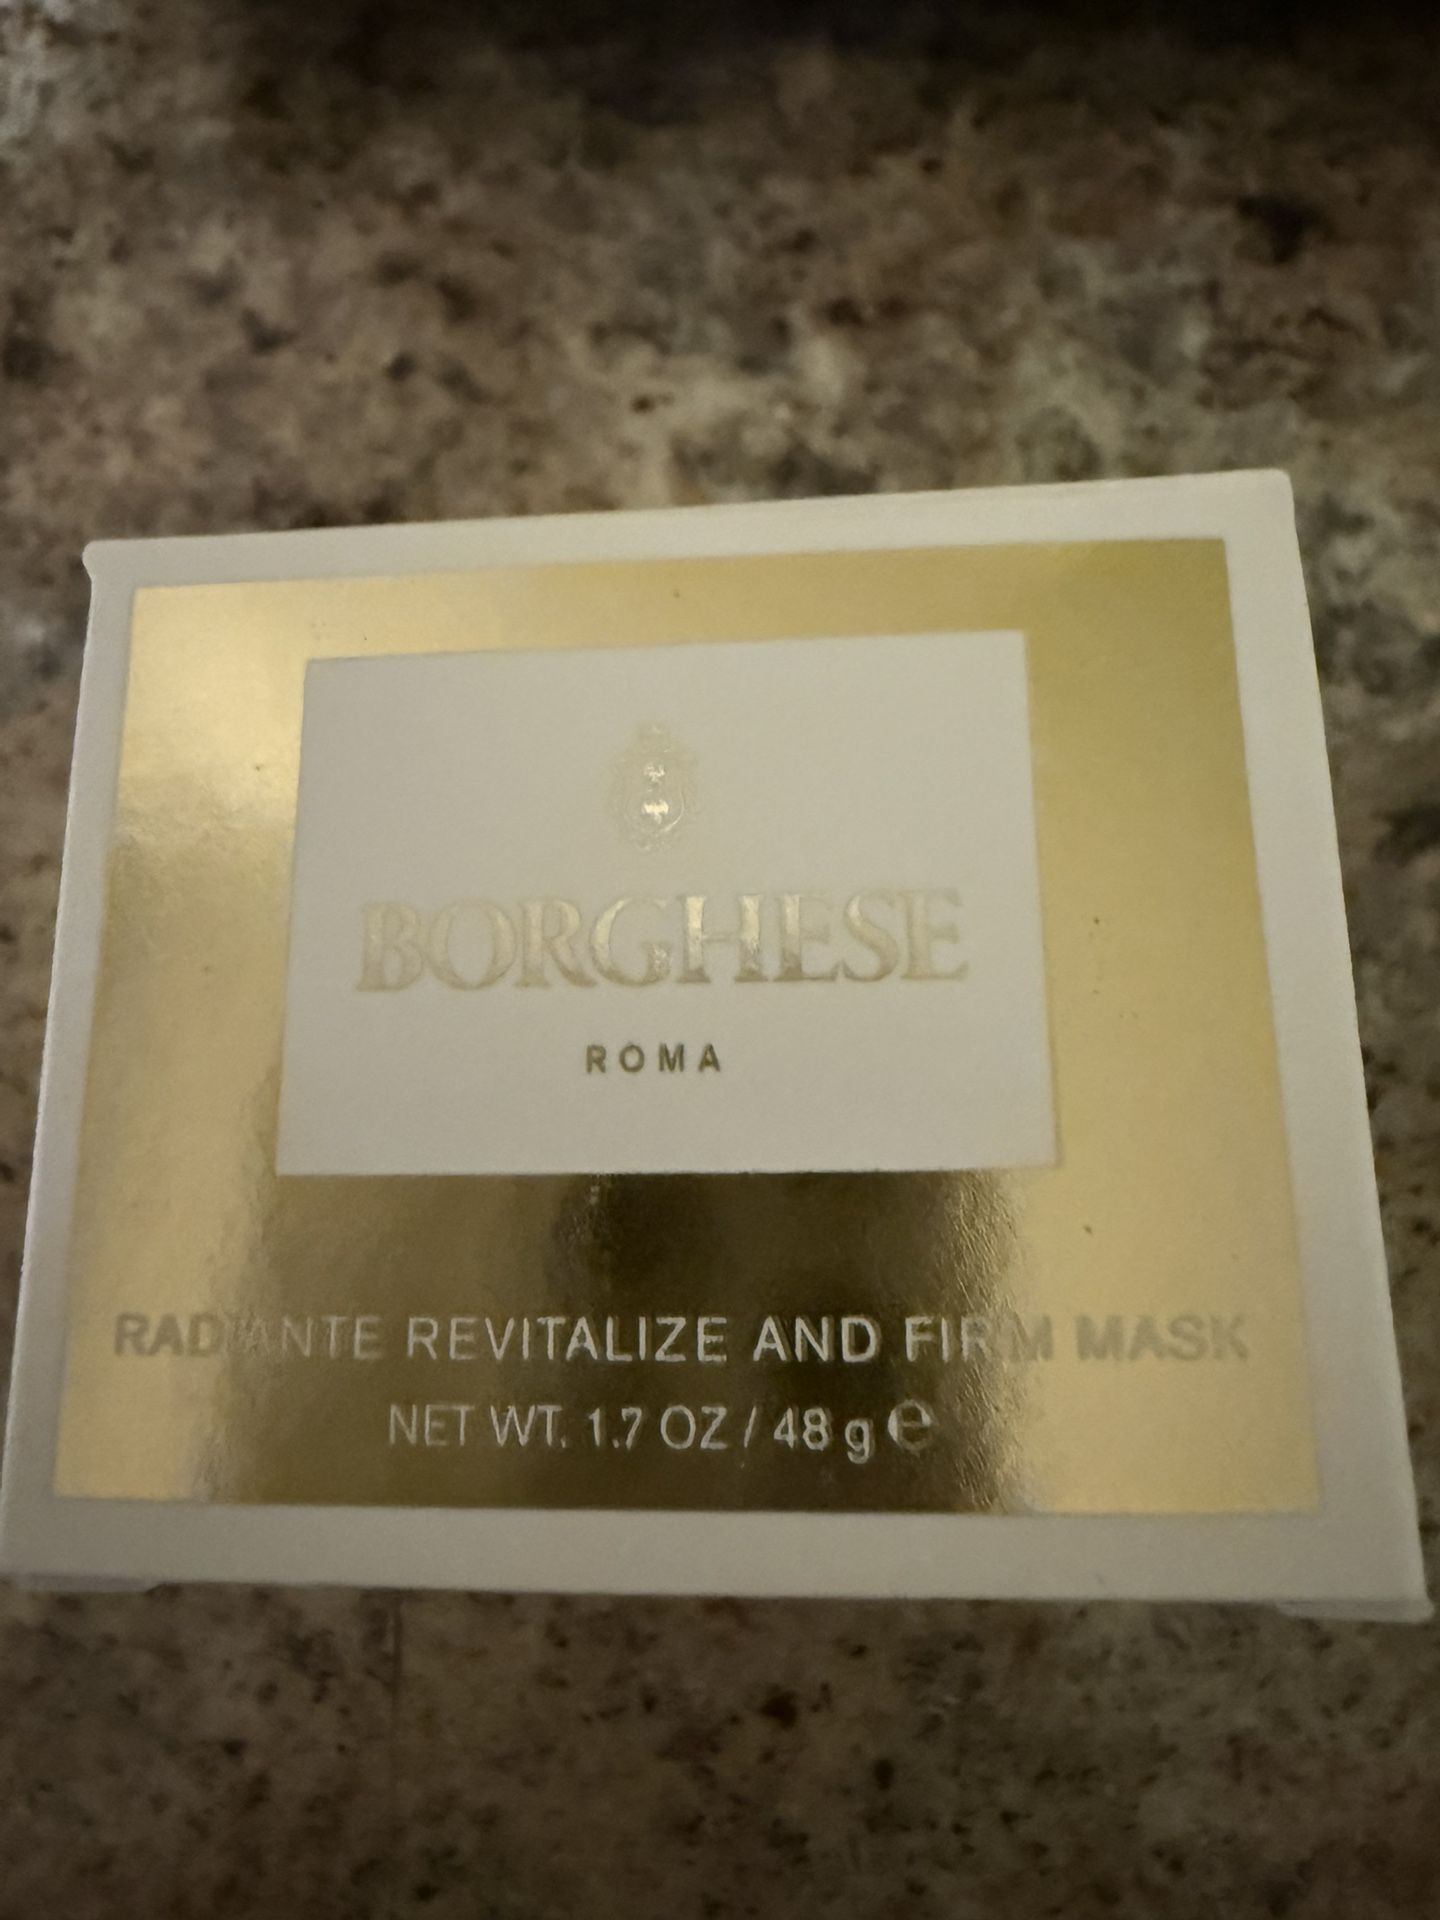 BORGHESE
ROMA
RADIANTE REVITALIZE AND FIRM MASK
NET WT. 1.7 OZ / 48 g ℮